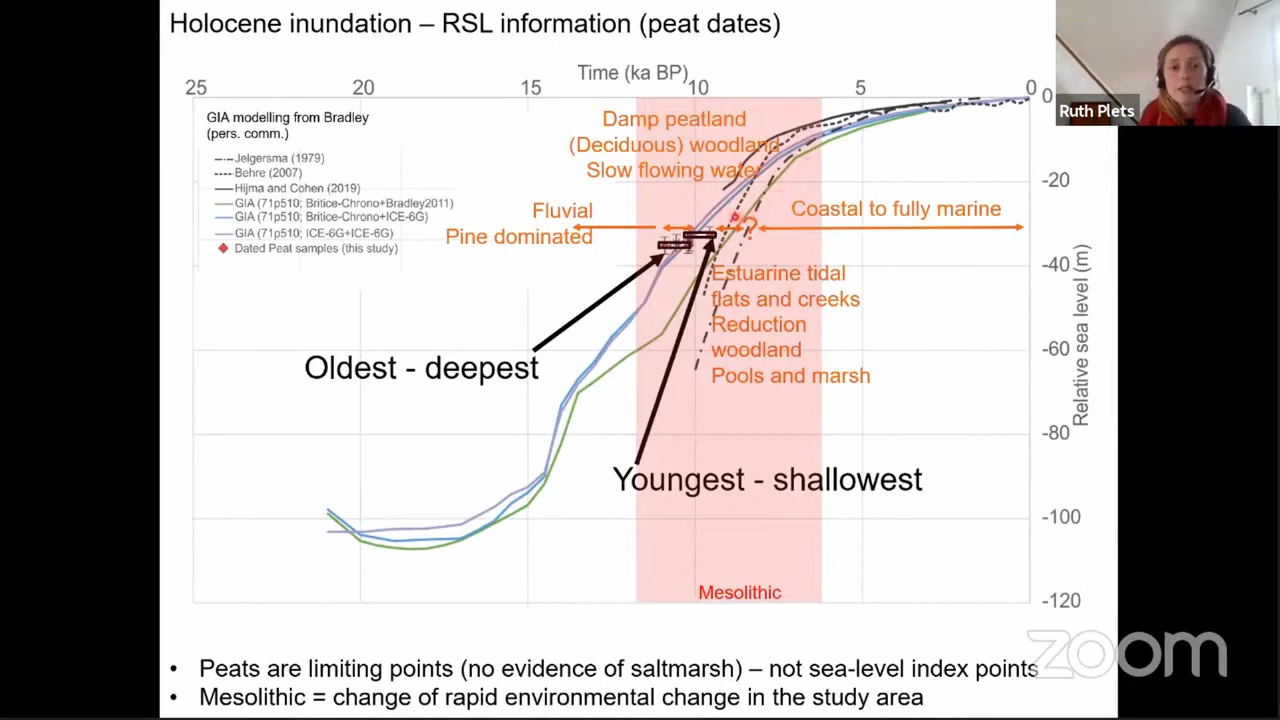 Holocene inundation – RSL information (peat dates)
Ruth Plets
Time (ka BP)
25
20
15
10
5
0
GIA modelling from Bradley
(pers. comm.)
Jelgersma (1979)
Behre (2007)
Hijma and Cohen (2019)
GIA (71p510; Britice-Chrono+Bradley2011)
GIA (71p510; Britice-Chrono+ICE-6G)
GIA (71p510; ICE-6G+ICE-6G)
Dated Peat samples (this study)
Damp peatland
(Deciduous) woodland
Slow flowing water
Fluvial
Pine dominated
?
Coastal to fully marine
Estuarine tidal
flats and creeks
Reduction
woodland
Pools and marsh
Oldest - deepest
Youngest - shallowest
Mesolithic
0
-20
-40
-60
-80
-100
-120
Relative sea level (m)
• Peats are limiting points (no evidence of saltmarsh) – not sea-level index points
• Mesolithic = change of rapid environmental change in the study area
zoom